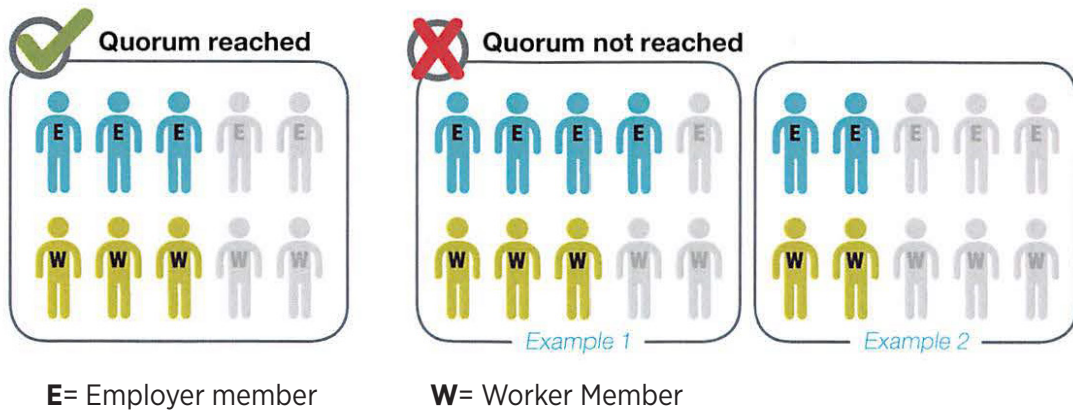 Quorum reached
E E E E E
W W W W W
Quorum not reached
E E E E E
W W W W W
Example 1
E E E E E
W W W W W
Example 2
E= Employer member
W= Worker Member